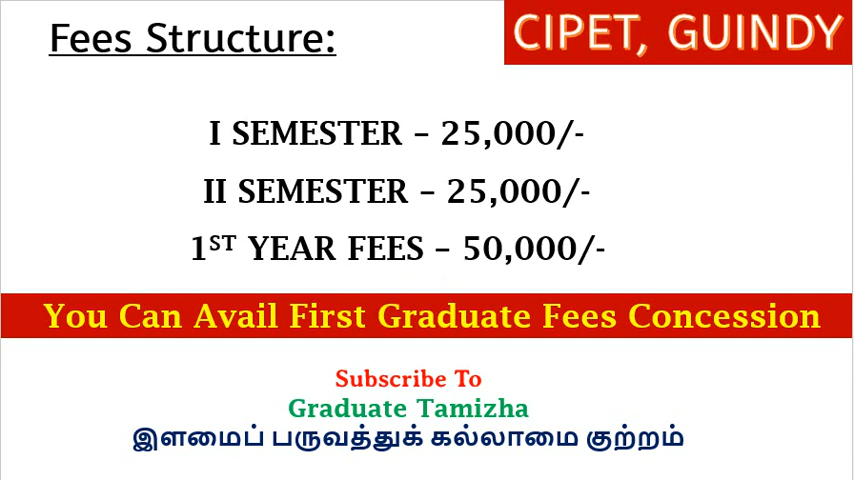 Fees Structure:
CIPET, GUINDY
I SEMESTER – 25,000/-
II SEMESTER – 25,000/-
1ST YEAR FEES – 50,000/-
You Can Avail First Graduate Fees Concession
Subscribe To
Graduate Tamizha
இளமைப் பருவத்துக் கல்லாமை குற்றம்